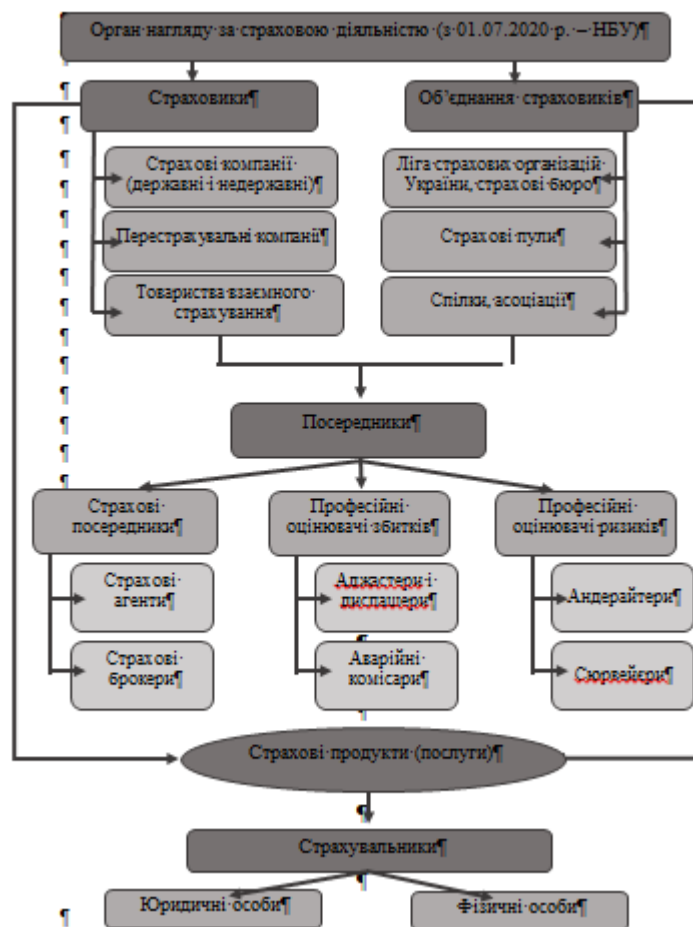 Орган нагляду за страховою діяльністю (з 01.07.2020 р. – НБУ)¶
Страховики¶
Об’єднання страховиків¶
Страхові компанії
(державні і недержавні)¶
Ліга страхових організацій
України, страхові бюро¶
Перестрахувальні компанії¶
Страхові пули¶
Товариства взаємного
страхування¶
Спілки, асоціації¶
Посередники¶
Страхові
посередники¶
Професійні
оцінювачі збитків¶
Професійні
оцінювачі ризиків¶
Страхові
агенти¶
Аджастери і
диспашери¶
Андерайтери¶
Страхові
брокери¶
Аварійні
комісари¶
Сюрвейєри¶
Страхові продукти (послуги)¶
Страхувальники¶
Юридичні особи¶
Фізичні особи¶